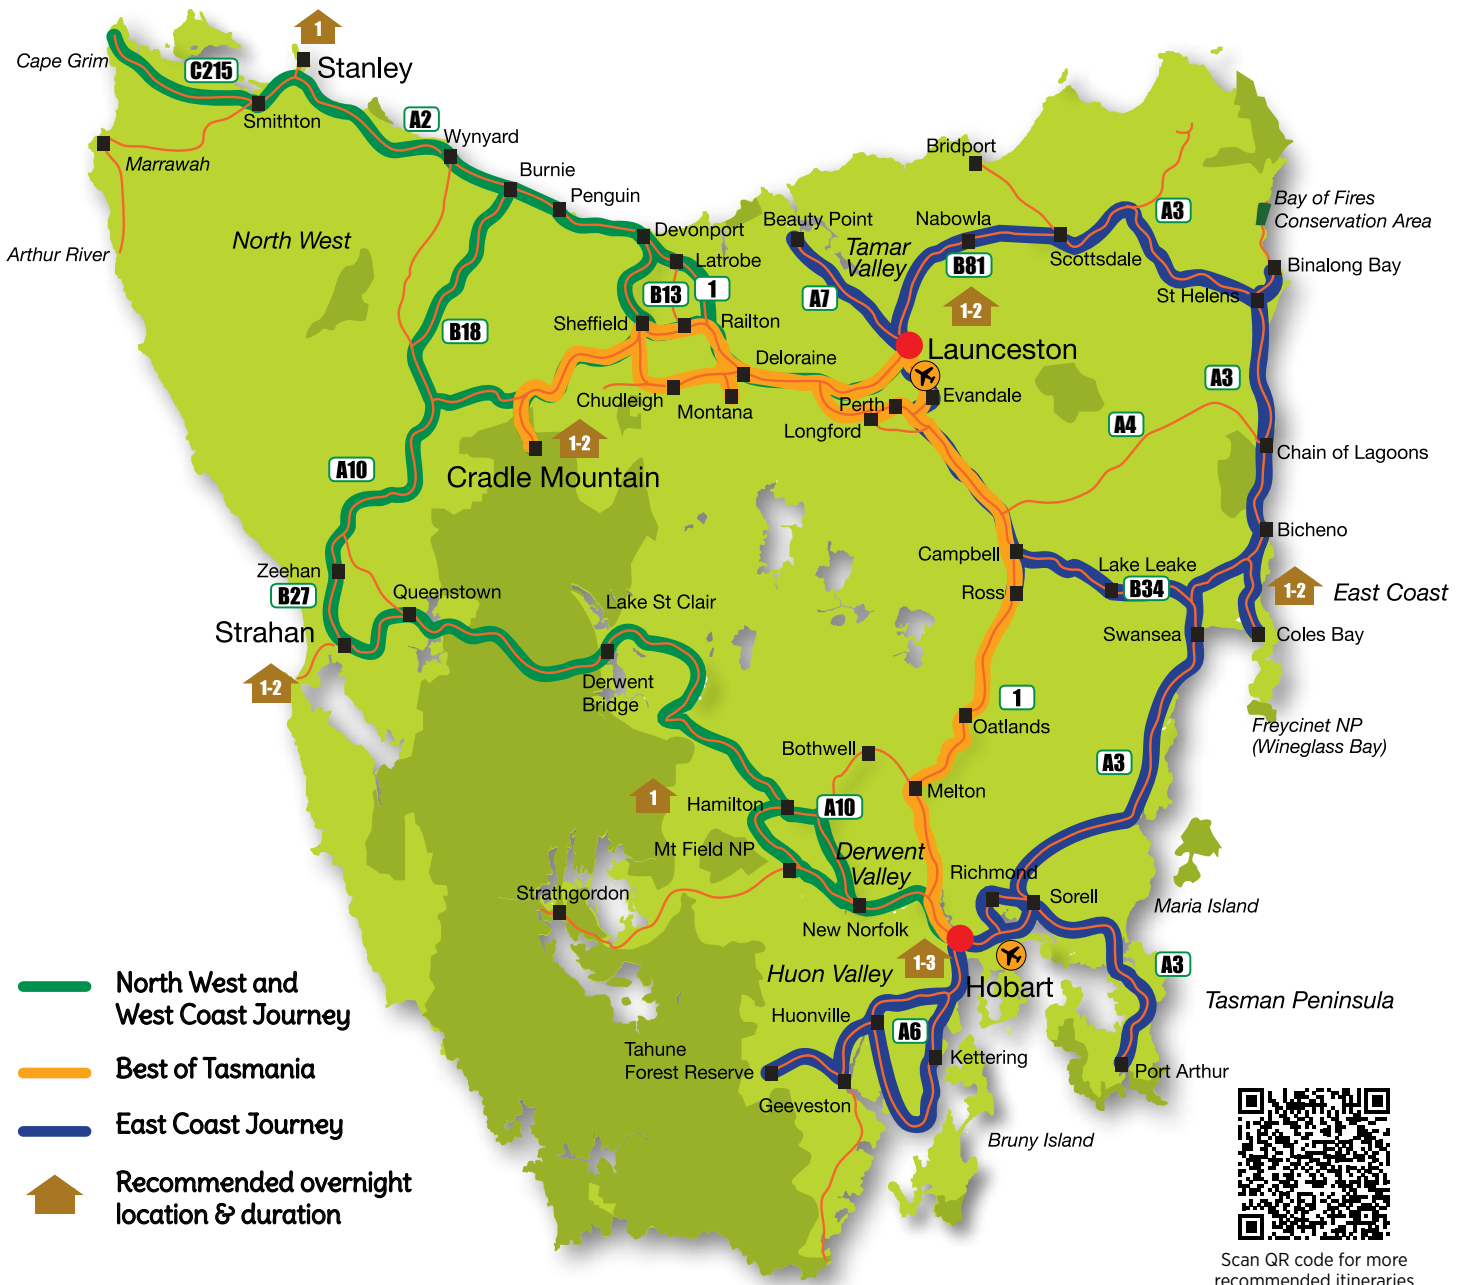 1
Stanley
Cape Grim
C215
Smithton
A2
Wynyard
Marrawah
Burnie
Penguin
North West
Arthur River
Devonport
Latrobe
B13
1
B18
Sheffield
Railton
Beauty Point
Tamar
Valley
A7
Bridport
Nabowla
B81
Scottsdale
A3
Bay of Fires
Conservation Area
Binalong Bay
St Helens
1-2
Launceston
Deloraine
Chudleigh
Montana
Perth
Longford
Evandale
A3
A4
Chain of Lagoons
1-2
Cradle Mountain
A10
Bicheno
Campbell
Lake Leake
B34
Ross
1-2
East Coast
Zeehan
B27
Queenstown
Strahan
1-2
Lake St Clair
Derwent
Bridge
Swansea
Coles Bay
1
Oatlands
Freycinet NP
(Wineglass Bay)
Bothwell
A3
Melton
1
Hamilton
A10
Mt Field NP
Derwent
Valley
Strathgordon
New Norfolk
Richmond
Sorell
Maria Island
Huon Valley
1-3
Hobart
A3
Tasman Peninsula
Huonville
A6
Tahune
Forest Reserve
Kettering
Geeveston
Port Arthur
Bruny Island
North West and
West Coast Journey
Best of Tasmania
East Coast Journey
Recommended overnight
location & duration
Scan QR code for more
recommended itineraries